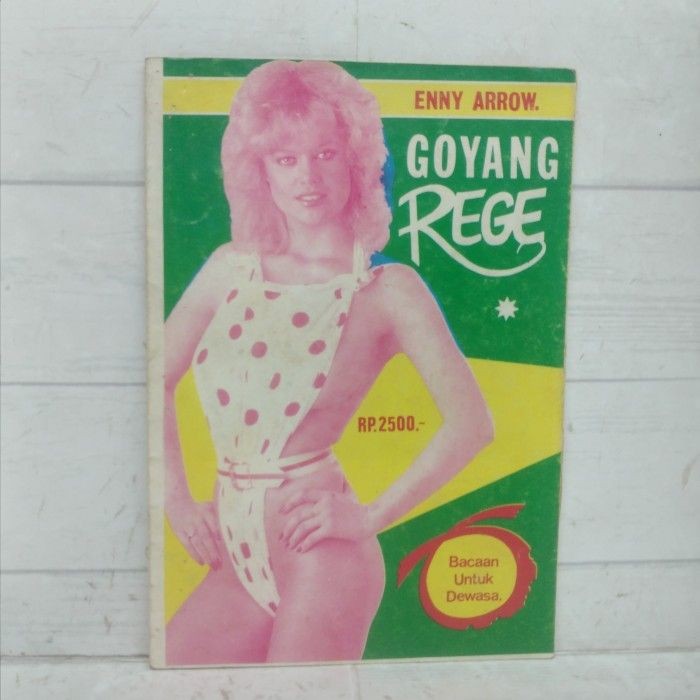 ENNY ARROW.
GOYANG
REGE
RP.2500.-
Bacaan
Untuk
Dewasa.